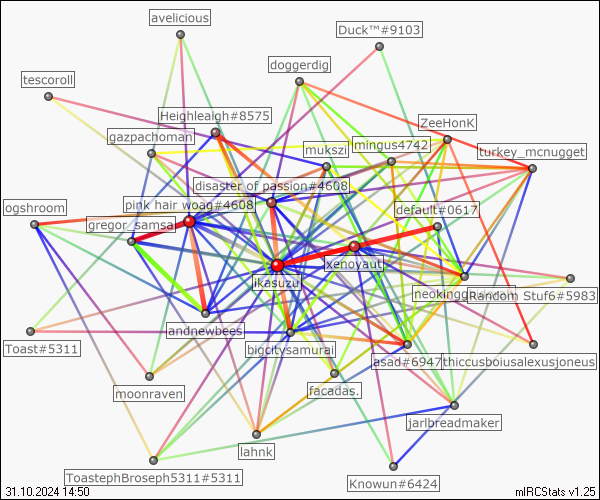 avelicious
Duck™#9103
doggerdig
tescoroll
Heighleaigh#8575
ZeeHonK
gazpachoman
mingus4742
mukszi
turkey_mcnugget
disaster of passion#4608
pink hair woag#4608
ogshroom
default#0617
gregor_samsa
xenoyaut
ikasuzu
Random Stuf6#5983
andnewbees
Toast#5311
bigcitysamurai
asad#6947
thiccusboiusalexusjoneus
moonraven
facadas.
jarlbreadmaker
lahnk
ToastephBroseph5311#5311
Knowun#6424
31.10.2024 14:50
mIRCStats v1.25